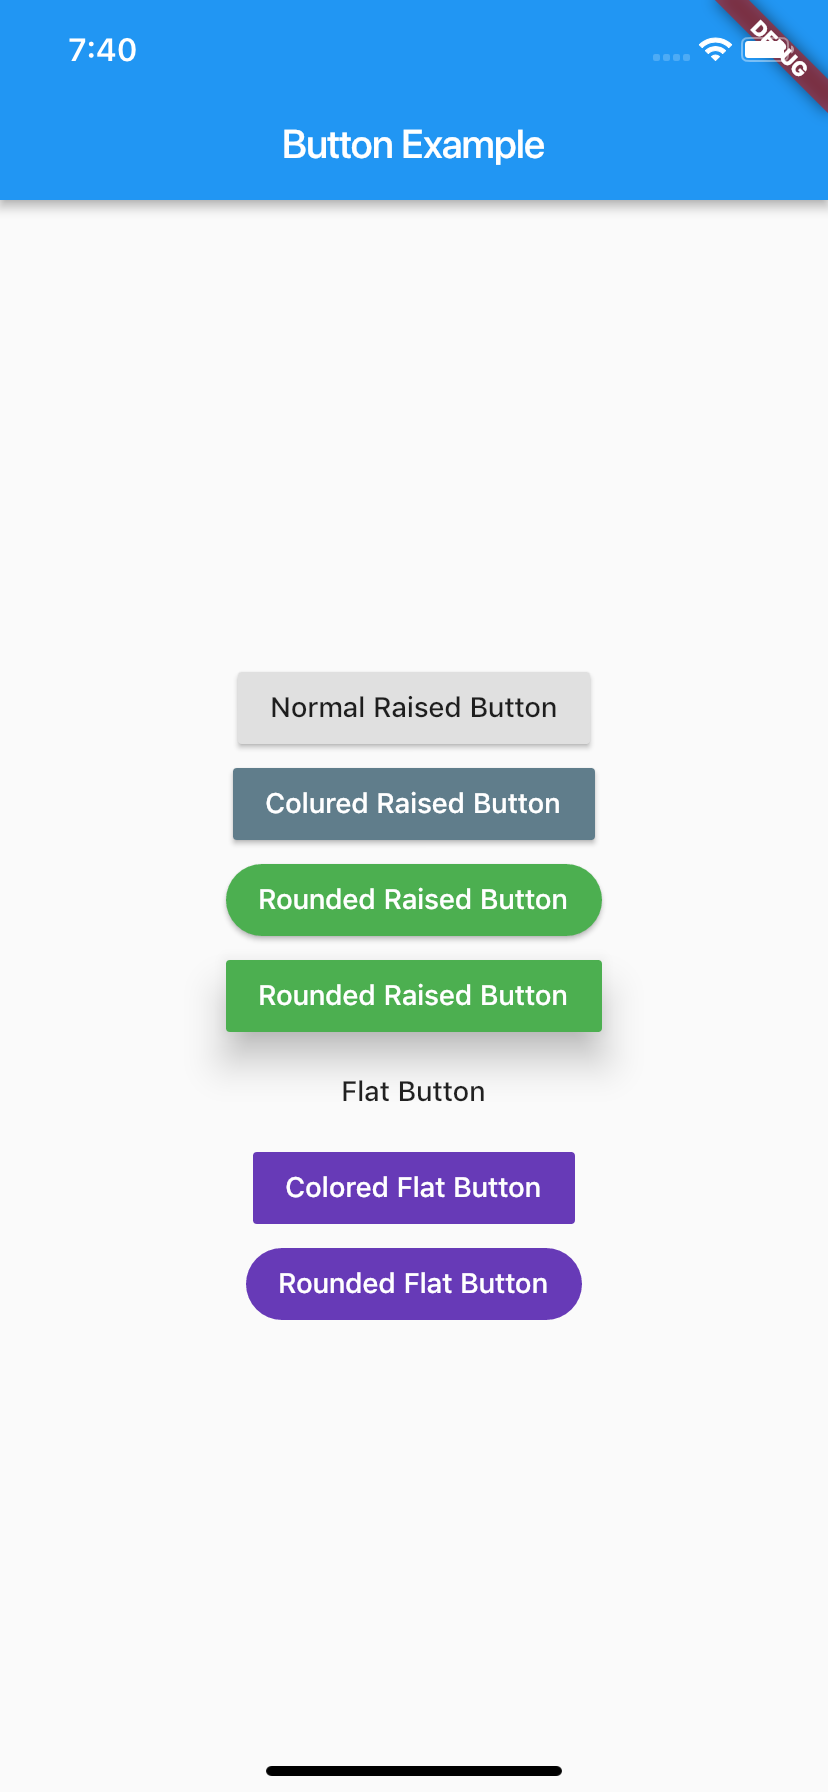 7:40
DEBUG
Button Example
Normal Raised Button
Colured Raised Button
Rounded Raised Button
Rounded Raised Button
Flat Button
Colored Flat Button
Rounded Flat Button